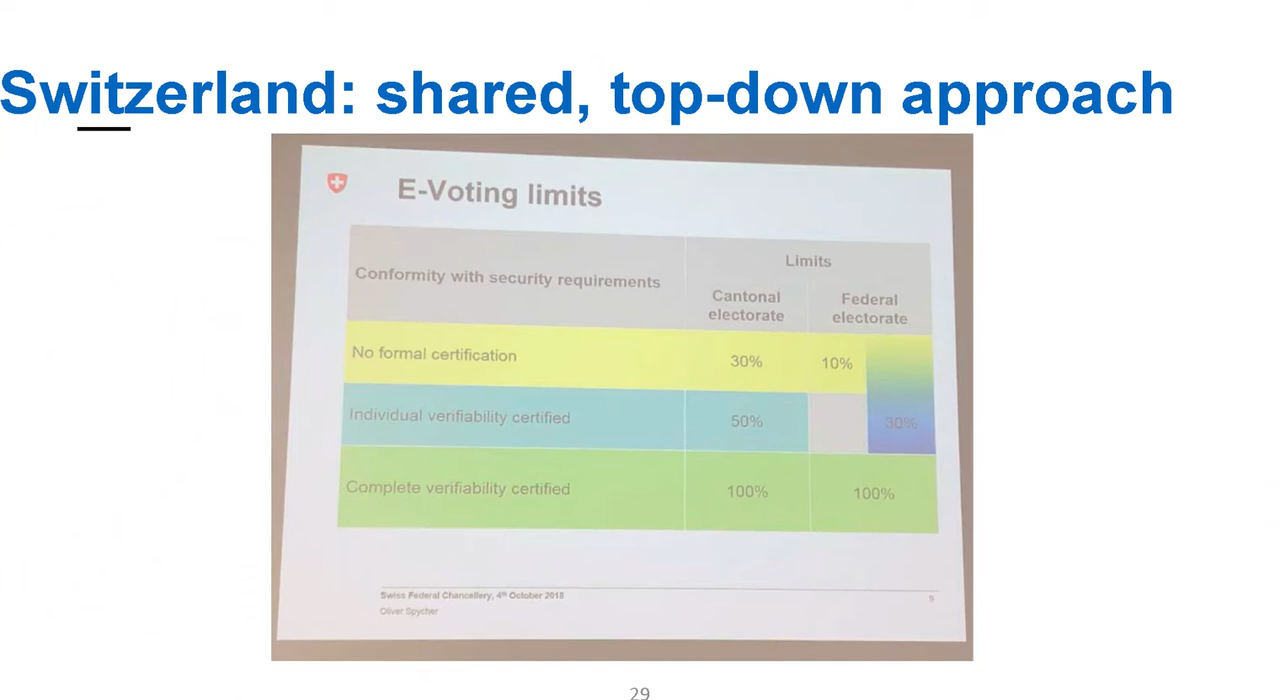 Switzerland: shared, top-down approach
E-Voting limits
Conformity with security requirements
Limits
Cantonal
electorate
Federal
electorate
No formal certification
30%
10%
Individual verifiability certified
50%
30%
Complete verifiability certified
100%
100%
Swiss Federal Chancellery, 4th October 2018
9
Oliver Spycher
29